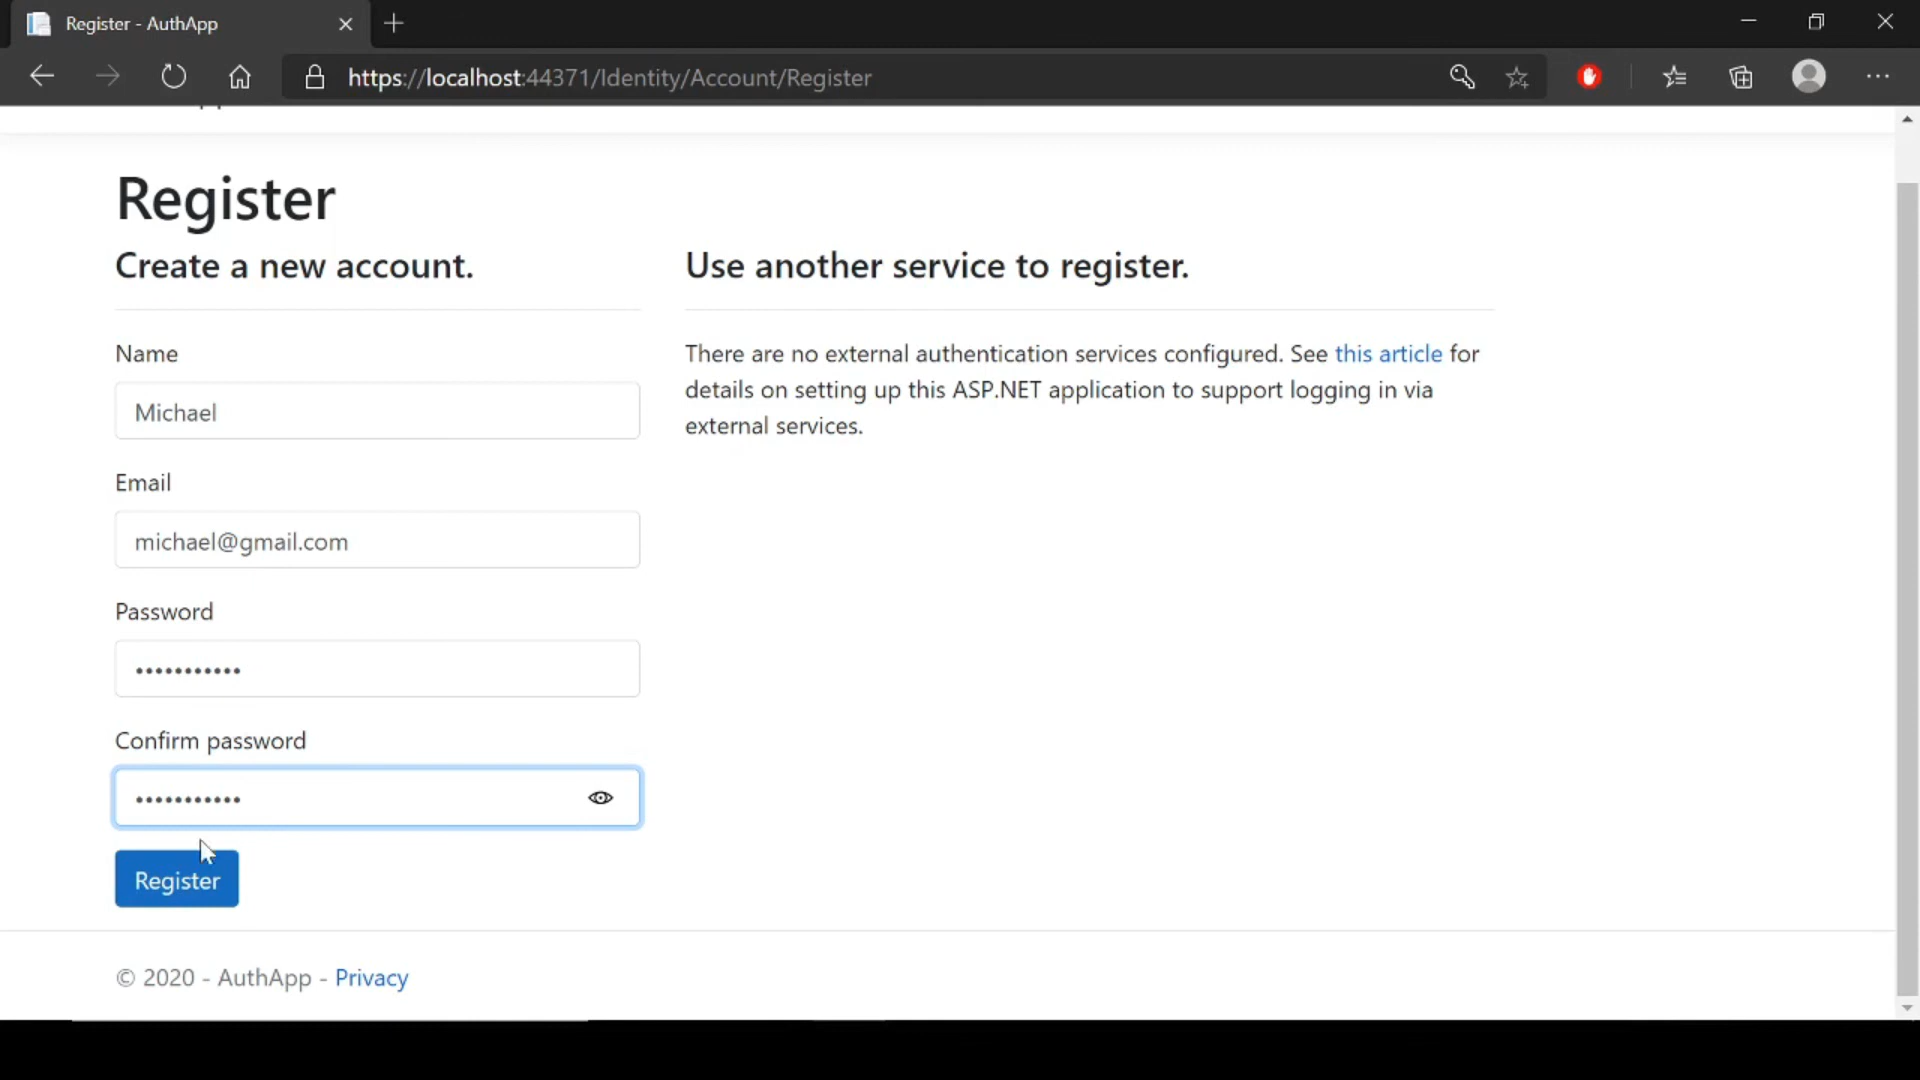 Register - AuthApp
https://localhost:44371/Identity/Account/Register
Register
Create a new account.
Name
Michael
Email
michael@gmail.com
Password
•••••••••••
Confirm password
•••••••••••
Register
Use another service to register.
There are no external authentication services configured. See this article for
details on setting up this ASP.NET application to support logging in via
external services.
© 2020 - AuthApp - Privacy